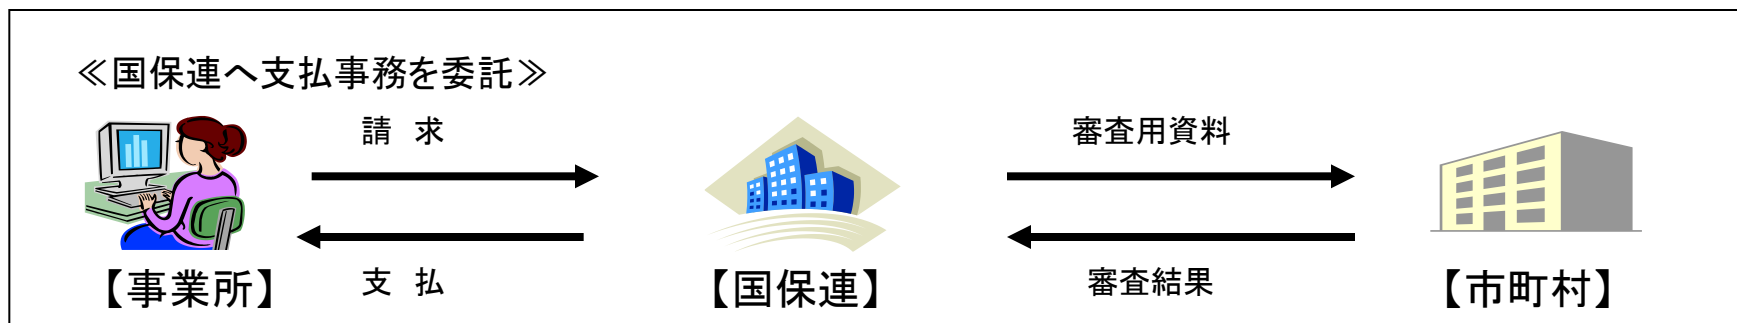 ≪国保連へ支払事務を委託≫
請　求
審査用資料
支　払
審査結果
【事業所】
【国保連】
【市町村】